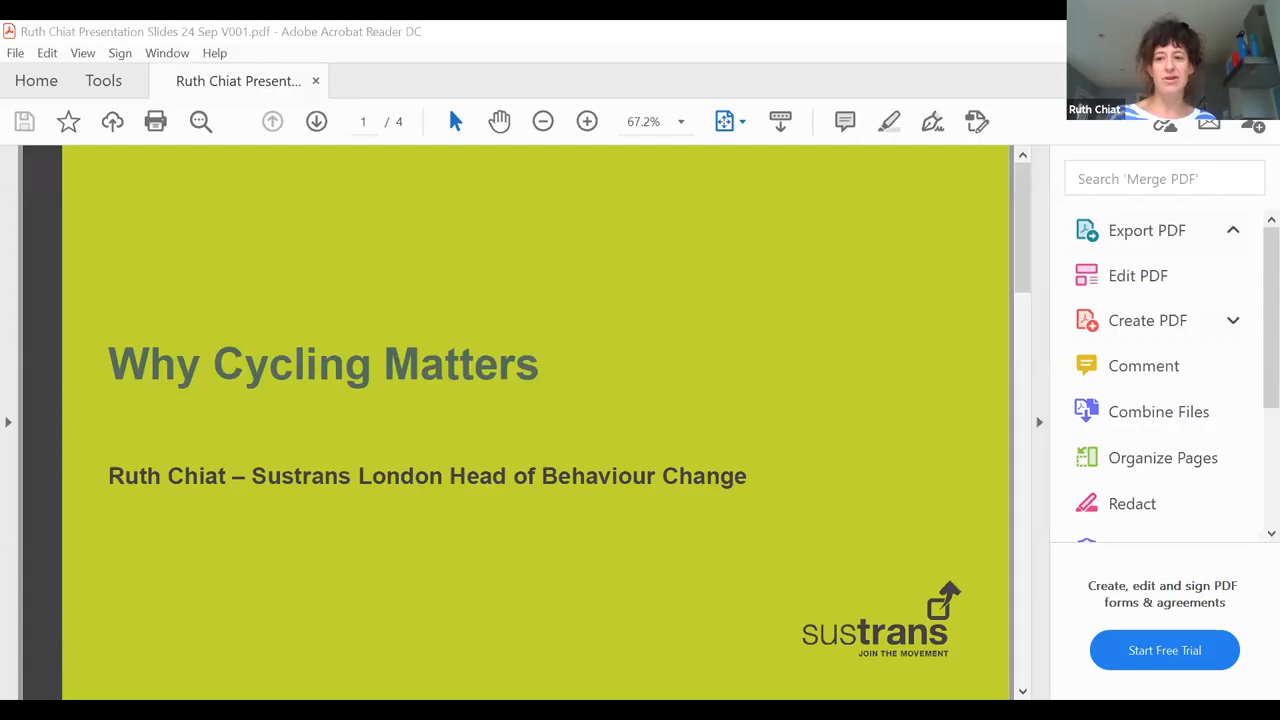 Ruth Chiat Presentation Slides 24 Sep V001.pdf - Adobe Acrobat Reader DC
File Edit View Sign Window Help
Home Tools Ruth Chiat Present... ×
1 / 4 67.2%
Ruth Chiat
Search 'Merge PDF'
Export PDF
Edit PDF
Create PDF
Comment
Combine Files
Organize Pages
Redact
Create, edit and sign PDF
forms & agreements
Start Free Trial
Why Cycling Matters
Ruth Chiat – Sustrans London Head of Behaviour Change
sustrans
JOIN THE MOVEMENT